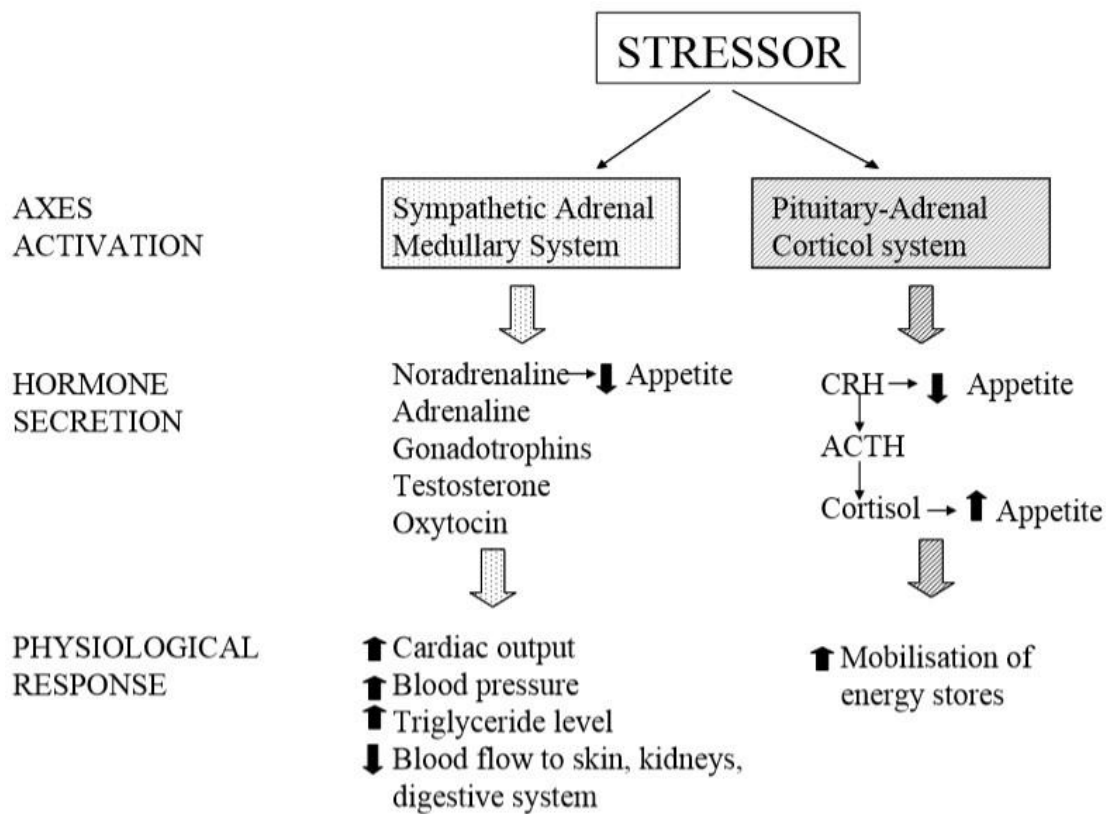 STRESSOR
AXES
ACTIVATION
Sympathetic Adrenal
Medullary System
Pituitary-Adrenal
Corticol system
HORMONE
SECRETION
Noradrenaline Appetite
Adrenaline
Gonadotrophins
Testosterone
Oxytocin
CRH Appetite
ACTH
Cortisol Appetite
PHYSIOLOGICAL
RESPONSE
Cardiac output
Blood pressure
Triglyceride level
Blood flow to skin, kidneys,
digestive system
Mobilisation of
energy stores